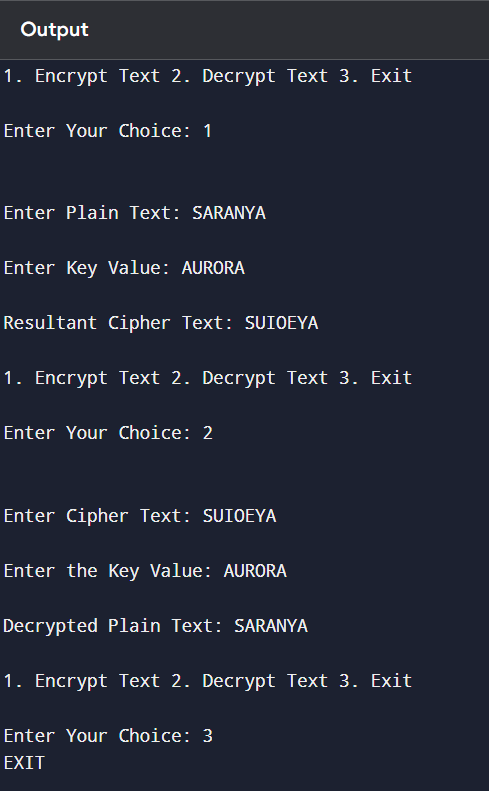 Output
1. Encrypt Text 2. Decrypt Text 3. Exit
Enter Your Choice: 1
Enter Plain Text: SARANYA
Enter Key Value: AURORA
Resultant Cipher Text: SUIOEYA
1. Encrypt Text 2. Decrypt Text 3. Exit
Enter Your Choice: 2
Enter Cipher Text: SUIOEYA
Enter the Key Value: AURORA
Decrypted Plain Text: SARANYA
1. Encrypt Text 2. Decrypt Text 3. Exit
Enter Your Choice: 3
EXIT